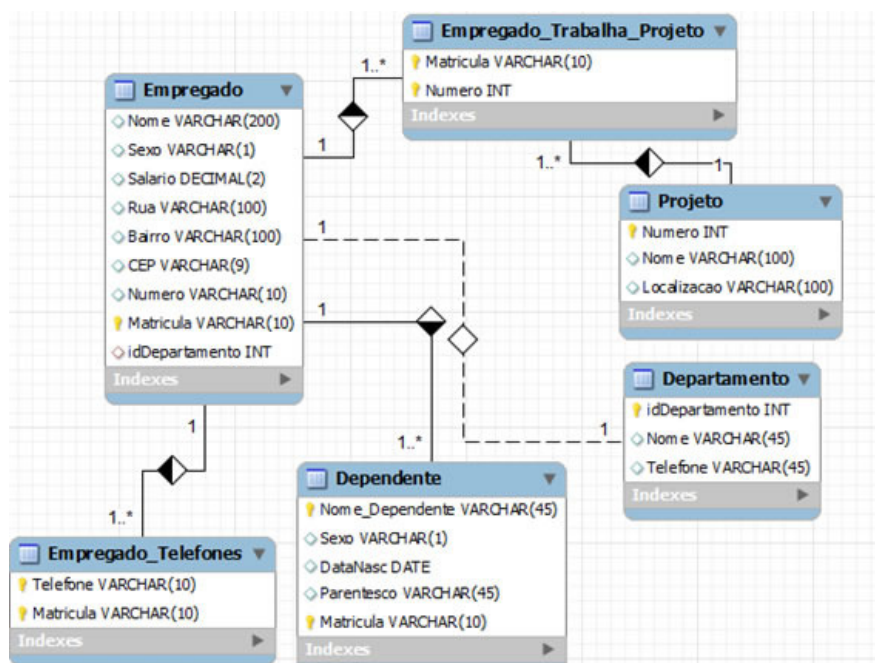 Empregado_Trabalha_Projeto
Matricula VARCHAR(10)
Numero INT
Indexes
1..*
1
Empregado
Nome VARCHAR(200)
Sexo VARCHAR(1)
Salario DECIMAL(2)
Rua VARCHAR(100)
Bairro VARCHAR(100)
CEP VARCHAR(9)
Numero VARCHAR(10)
Matricula VARCHAR(10)
idDepartamento INT
Indexes
1..*
1
Projeto
Numero INT
Nome VARCHAR(100)
Localizacao VARCHAR(100)
Indexes
1
1
Departamento
idDepartamento INT
Nome VARCHAR(45)
Telefone VARCHAR(45)
Indexes
1
1..*
Dependente
Nome_Dependente VARCHAR(45)
Sexo VARCHAR(1)
DataNasc DATE
Parentesco VARCHAR(45)
Matricula VARCHAR(10)
Indexes
1
1..*
Empregado_Telefones
Telefone VARCHAR(10)
Matricula VARCHAR(10)
Indexes